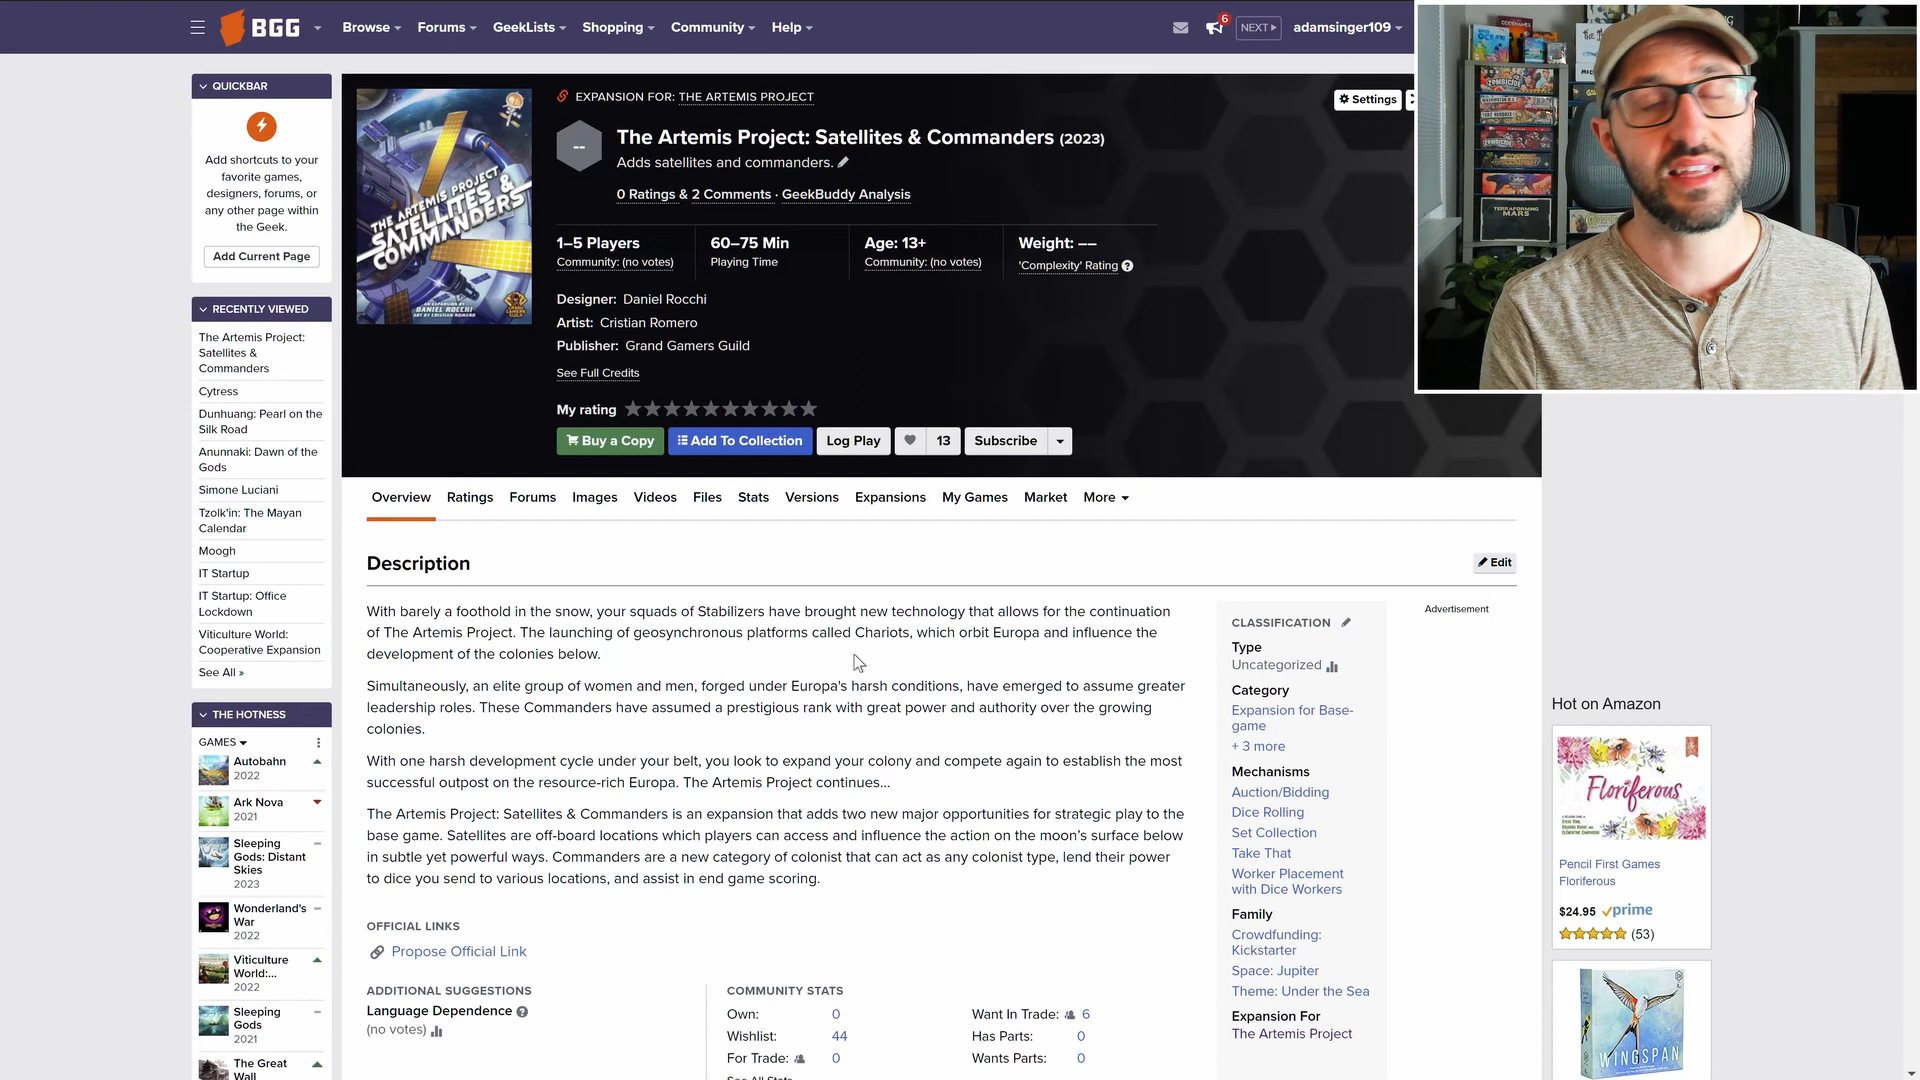 BGG
Browse
Forums
GeekLists
Shopping
Community
Help
6
NEXT
adamsinger109
QUICKBAR
Add shortcuts to your
favorite games,
designers, forums, or
any other page within
the Geek.
Add Current Page
RECENTLY VIEWED
The Artemis Project:
Satellites &
Commanders
Cytress
Dunhuang: Pearl on the
Silk Road
Anunnaki: Dawn of the
Gods
Simone Luciani
Tzolk'in: The Mayan
Calendar
Moogh
IT Startup
IT Startup: Office
Lockdown
Viticulture World:
Cooperative Expansion
See All »
THE HOTNESS
GAMES
Autobahn
2022
Ark Nova
2021
Sleeping
Gods: Distant
Skies
2023
Wonderland's
War
2022
Viticulture
World:...
2022
Sleeping
Gods
2021
The Great
Wall
THE ARTEMIS PROJECT
SATELLITES &
COMMANDERS
AN EXPANSION BY
DANIEL ROCCHI
ART BY CRISTIAN ROMERO
EXPANSION FOR: THE ARTEMIS PROJECT
Settings
--
The Artemis Project: Satellites & Commanders (2023)
Adds satellites and commanders.
0 Ratings & 2 Comments · GeekBuddy Analysis
1–5 Players
Community: (no votes)
60–75 Min
Playing Time
Age: 13+
Community: (no votes)
Weight: ––
'Complexity' Rating
Designer: Daniel Rocchi
Artist: Cristian Romero
Publisher: Grand Gamers Guild
See Full Credits
My rating
Buy a Copy
Add To Collection
Log Play
13
Subscribe
Overview
Ratings
Forums
Images
Videos
Files
Stats
Versions
Expansions
My Games
Market
More
Description
Edit
With barely a foothold in the snow, your squads of Stabilizers have brought new technology that allows for the continuation
of The Artemis Project. The launching of geosynchronous platforms called Chariots, which orbit Europa and influence the
development of the colonies below.
Simultaneously, an elite group of women and men, forged under Europa's harsh conditions, have emerged to assume greater
leadership roles. These Commanders have assumed a prestigious rank with great power and authority over the growing
colonies.
With one harsh development cycle under your belt, you look to expand your colony and compete again to establish the most
successful outpost on the resource-rich Europa. The Artemis Project continues...
The Artemis Project: Satellites & Commanders is an expansion that adds two new major opportunities for strategic play to the
base game. Satellites are off-board locations which players can access and influence the action on the moon's surface below
in subtle yet powerful ways. Commanders are a new category of colonist that can act as any colonist type, lend their power
to dice you send to various locations, and assist in end game scoring.
OFFICIAL LINKS
Propose Official Link
ADDITIONAL SUGGESTIONS
Language Dependence
(no votes)
COMMUNITY STATS
Own: 0
Wishlist: 44
For Trade: 0
Want In Trade: 6
Has Parts: 0
Wants Parts: 0
See All Stats
CLASSIFICATION
Type
Uncategorized
Category
Expansion for Base-
game
+ 3 more
Mechanisms
Auction/Bidding
Dice Rolling
Set Collection
Take That
Worker Placement
with Dice Workers
Family
Crowdfunding:
Kickstarter
Space: Jupiter
Theme: Under the Sea
Expansion For
The Artemis Project
Advertisement
Hot on Amazon
Floriferous
Pencil First Games
Floriferous
$24.95 prime
(53)
WINGSPAN
CODENAMES
ZOMBICIDE
TERRAFORMING
MARS